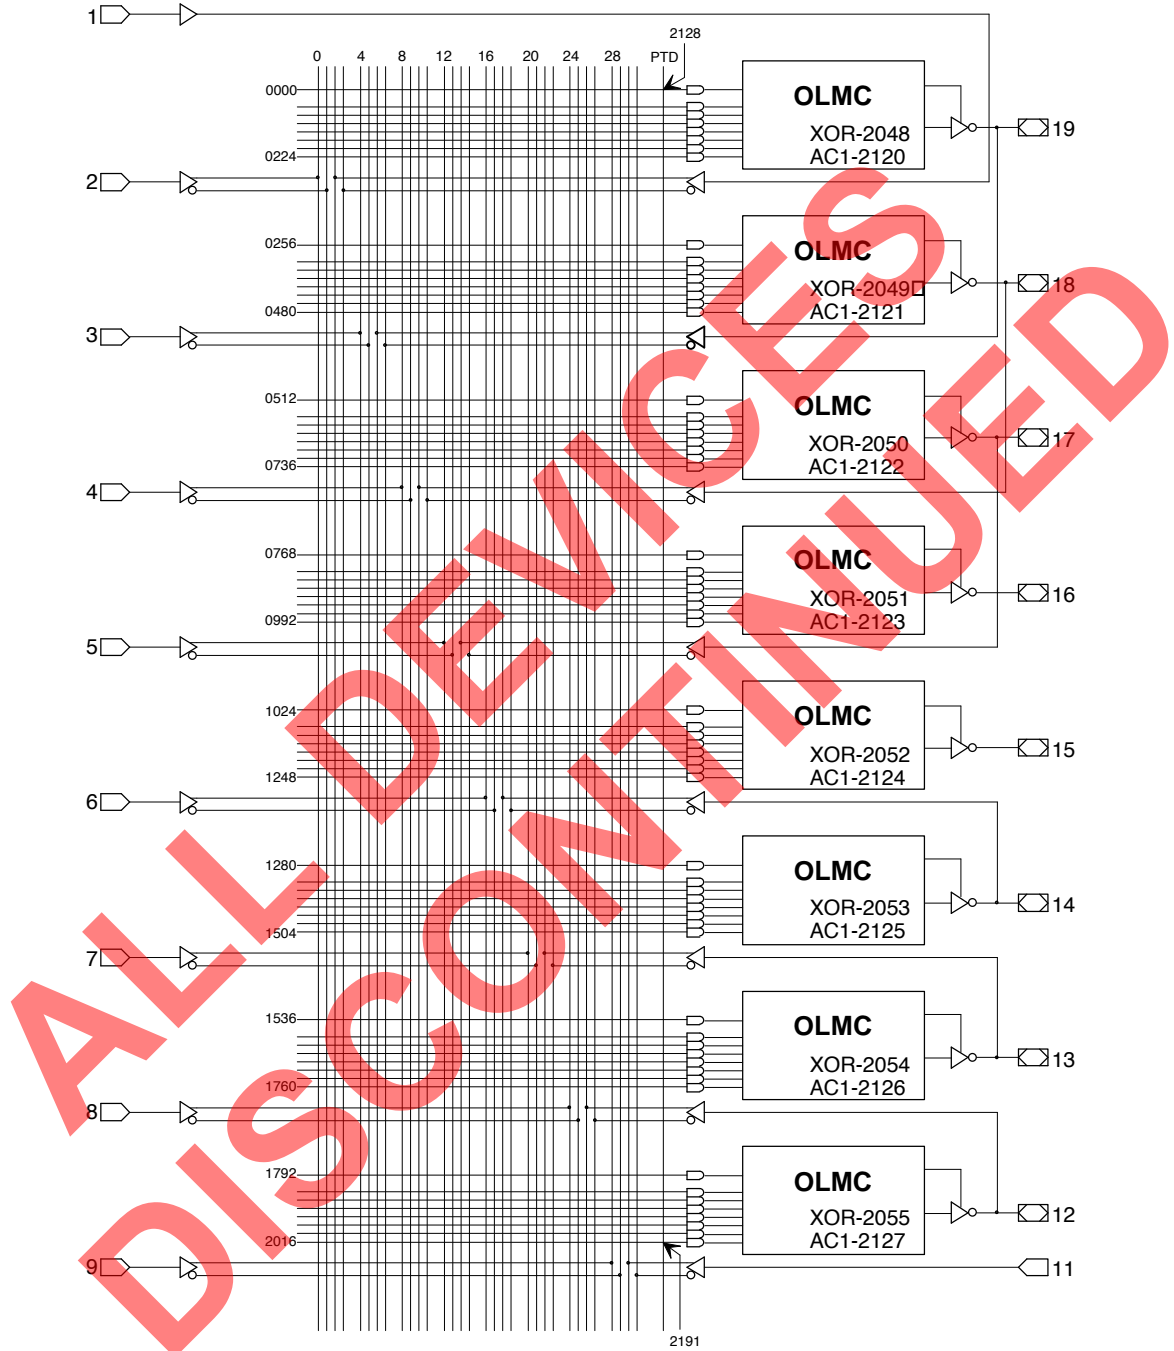 1
2128
0 4 8 12 16 20 24 28 PTD
0000
OLMC
XOR-2048
AC1-2120
19
0224
2
0256
OLMC
XOR-2049
AC1-2121
18
0480
3
0512
OLMC
XOR-2050
AC1-2122
17
0736
4
0768
OLMC
XOR-2051
AC1-2123
16
0992
5
1024
OLMC
XOR-2052
AC1-2124
15
1248
6
1280
OLMC
XOR-2053
AC1-2125
14
1504
7
1536
OLMC
XOR-2054
AC1-2126
13
1760
8
1792
OLMC
XOR-2055
AC1-2127
12
2016
9
11
2191
ALL DEVICES
DISCONTINUED